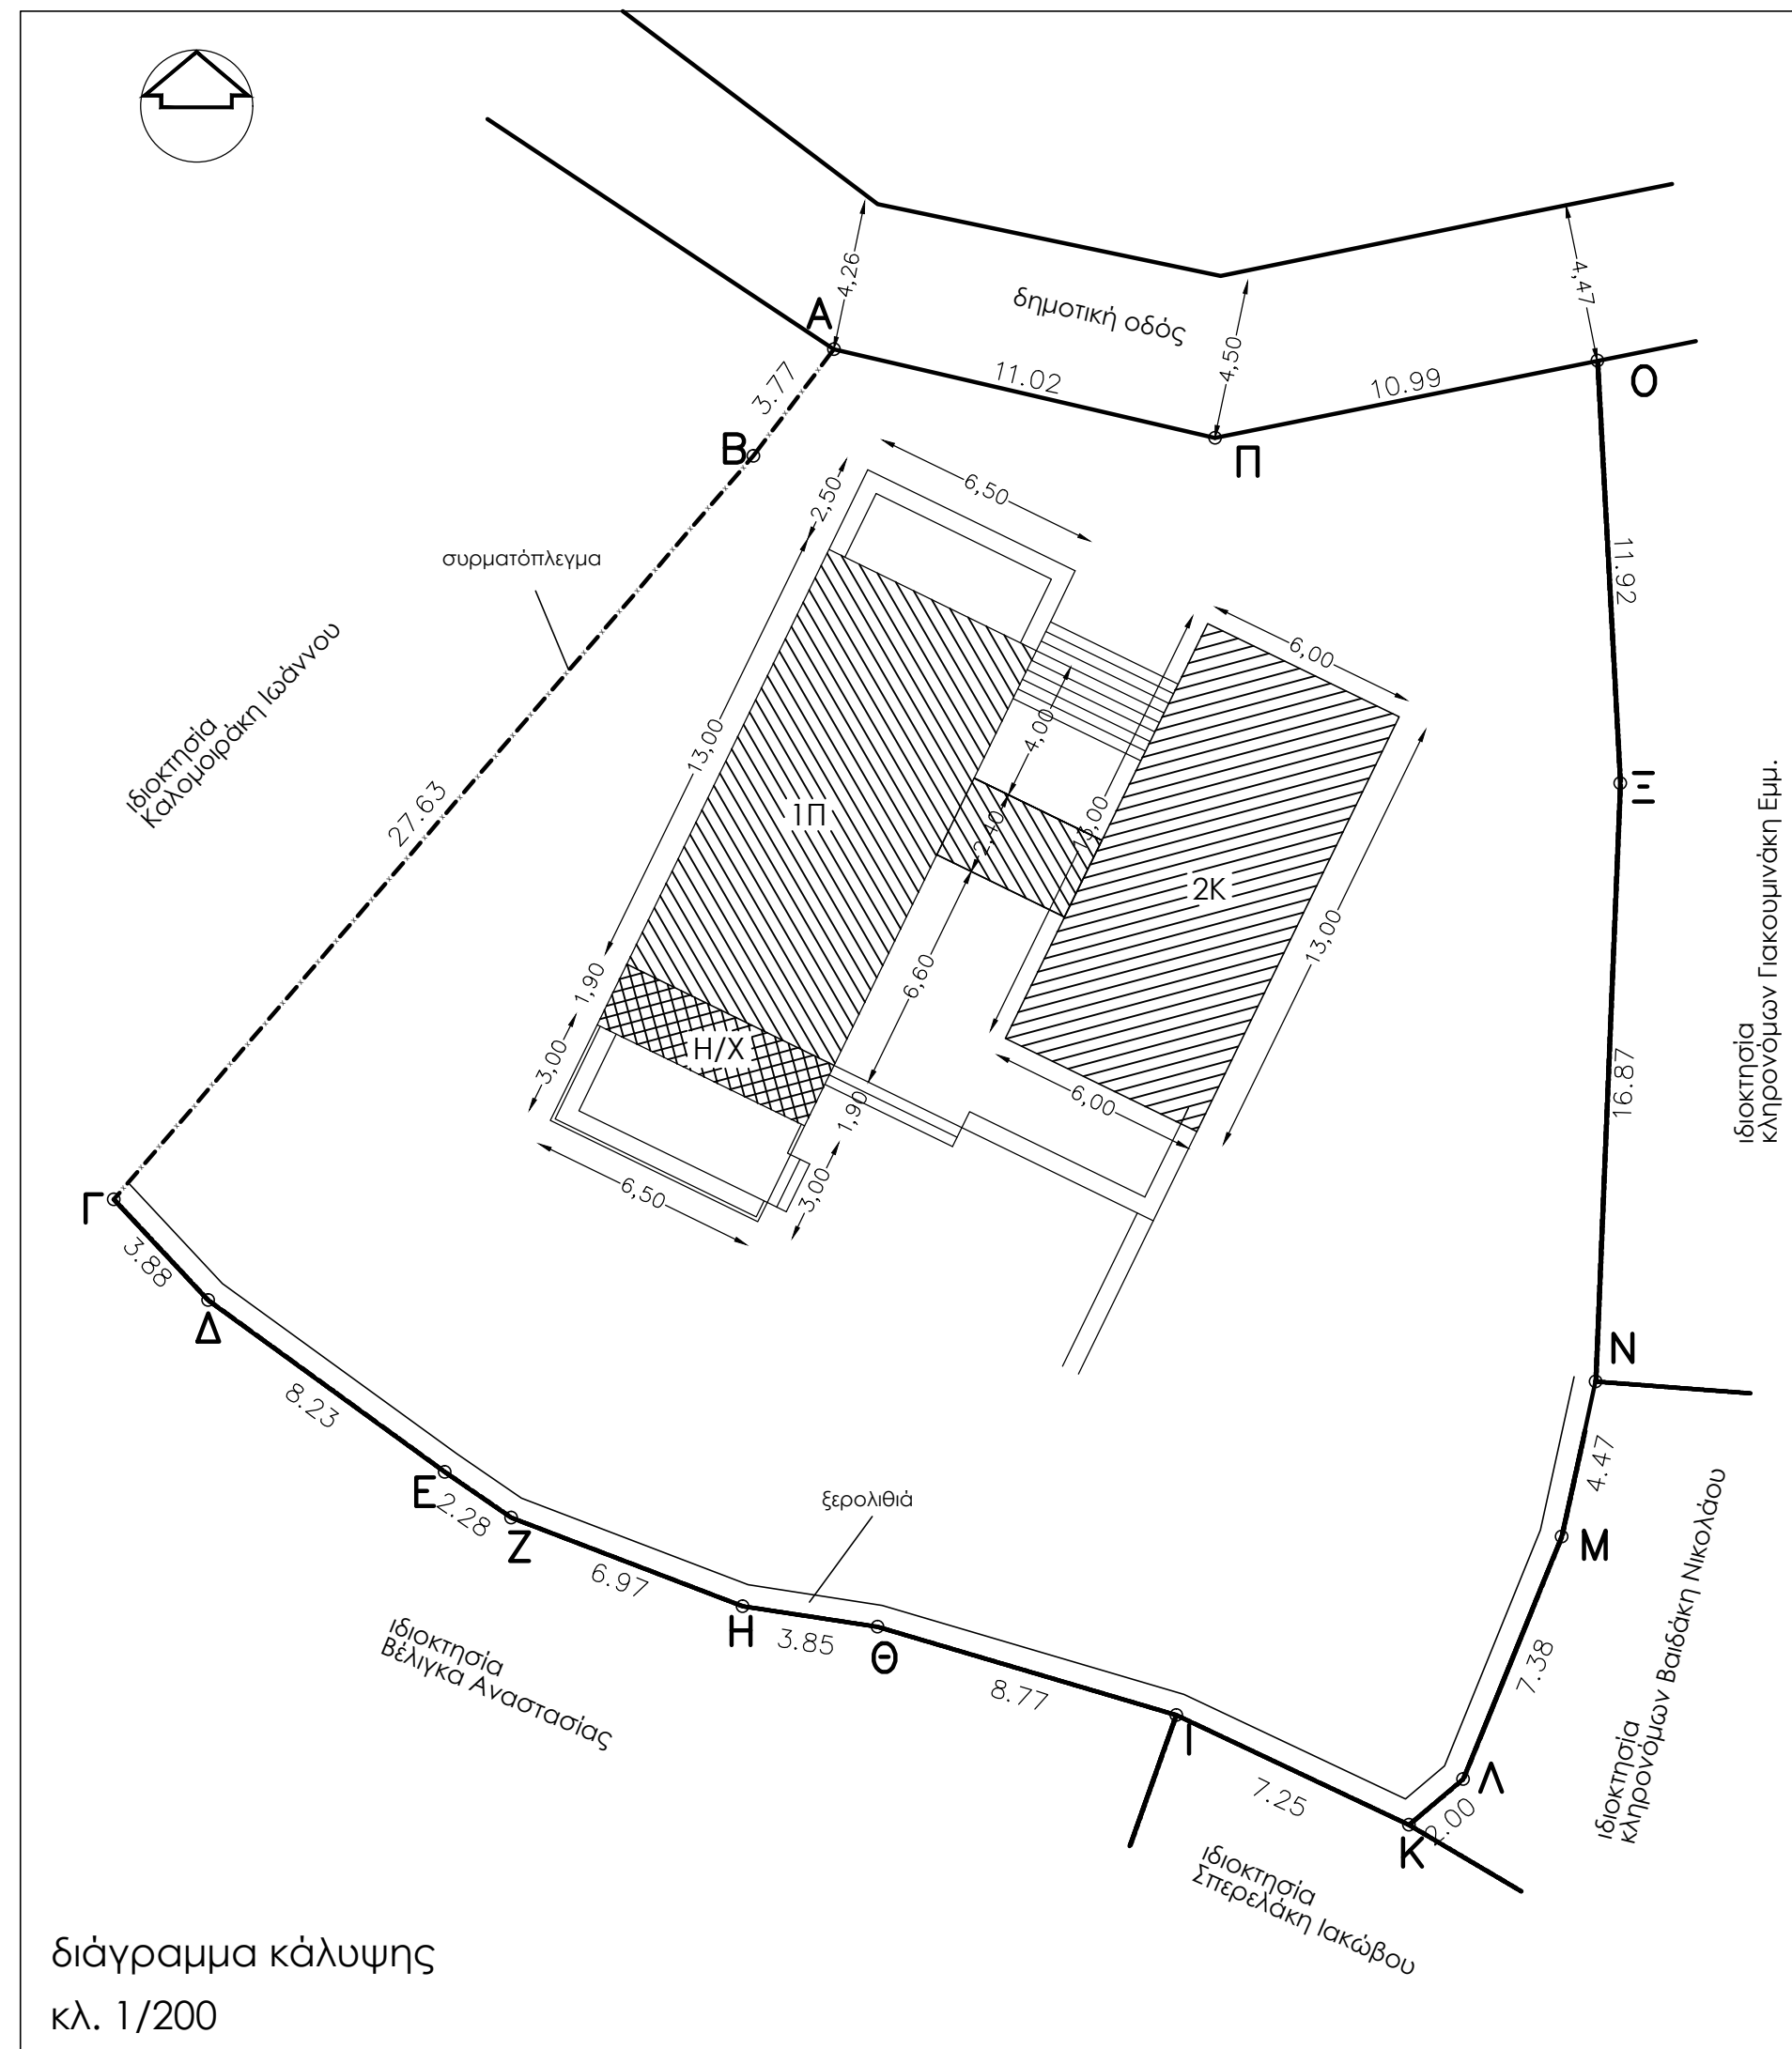 4,26
δημοτική οδός
4,47
Α
4,50
11.02
10.99
Ο
3.77
Β
Π
6,50
2,50
συρματόπλεγμα
11.92
6,00
ιδιοκτησία
Καλομοιράκη Ιωάννου
13,00
4,00
Ξ
27.63
1Π
2,40
13,00
2Κ
13,00
ιδιοκτησία
κληρονόμων Γιακουμινάκη Εμμ.
6,60
1,90
Η/Χ
3,00
6,00
1,90
16.87
6,50
3,00
Γ
3.88
Δ
Ν
8.23
4.47
Ε
2.28
Ζ
ξερολιθιά
Μ
6.97
Η
3.85
Θ
8.77
7.38
ιδιοκτησία
Βέλιγκα Αναστασίας
Ι
7.25
Λ
2.00
Κ
ιδιοκτησία
κληρονόμων Βαιδάκη Νικολάου
ιδιοκτησία
Σπερελάκη Ιακώβου
διάγραμμα κάλυψης
κλ. 1/200